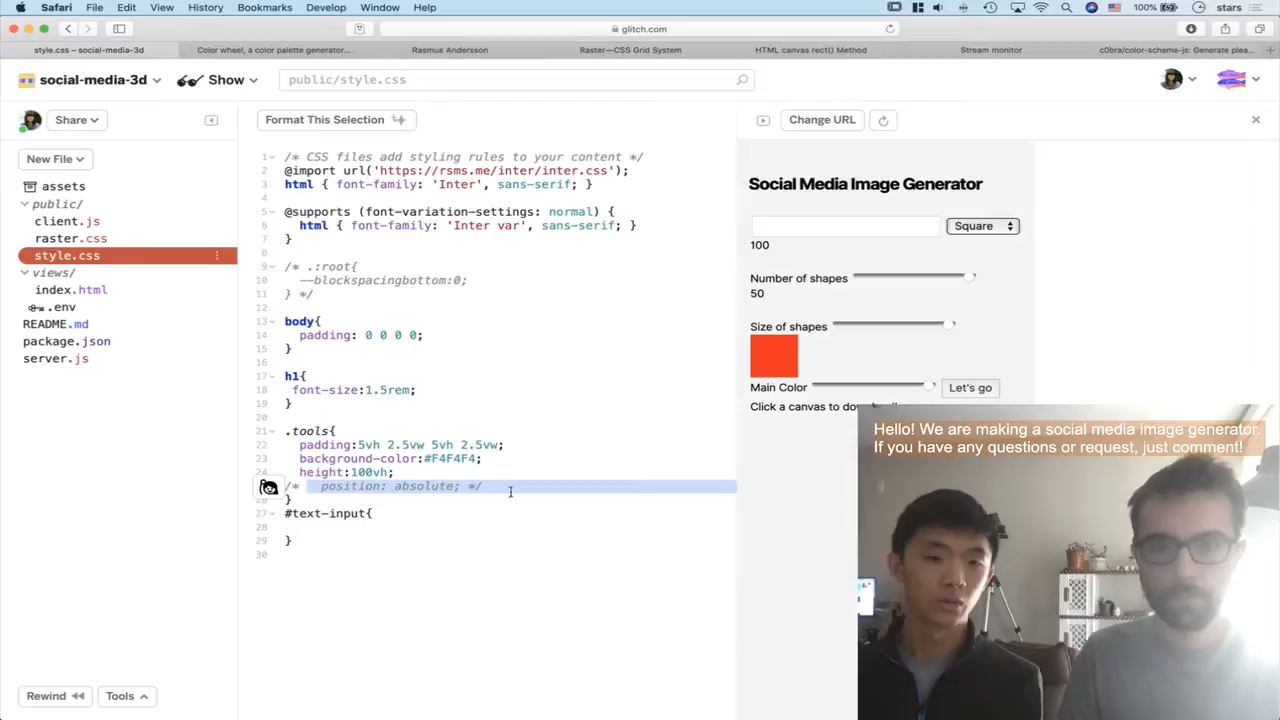 Safari File Edit View History Bookmarks Develop Window Help
100% stars
glitch.com
style.css – social-media-3d
Color wheel, a color palette generator...
Rasmus Andersson
Raster—CSS Grid System
HTML canvas rect() Method
Stream monitor
c0bra/color-scheme-js: Generate plea...
social-media-3d
Show
public/style.css
Share
Format This Selection
Change URL
New File
assets
public/
client.js
raster.css
style.css
views/
index.html
.env
README.md
package.json
server.js
Rewind
Tools
1 /* CSS files add styling rules to your content */
2 @import url('https://rsms.me/inter/inter.css');
3 html { font-family: 'Inter', sans-serif; }
4
5 @supports (font-variation-settings: normal) {
6 html { font-family: 'Inter var', sans-serif; }
7 }
8
9 /* .:root{
10 --blockspacingbottom:0;
11 } */
12
13 body{
14 padding: 0 0 0 0;
15 }
16
17 h1{
18 font-size:1.5rem;
19 }
20
21 .tools{
22 padding:5vh 2.5vw 5vh 2.5vw;
23 background-color:#F4F4F4;
24 height:100vh;
/* position: absolute; */
26 }
27 #text-input{
28
29 }
30
Social Media Image Generator
Square
100
Number of shapes
50
Size of shapes
Main Color
Let's go
Click a canvas to
Hello! We are making a social media image generator.
If you have any questions or request, just comment!